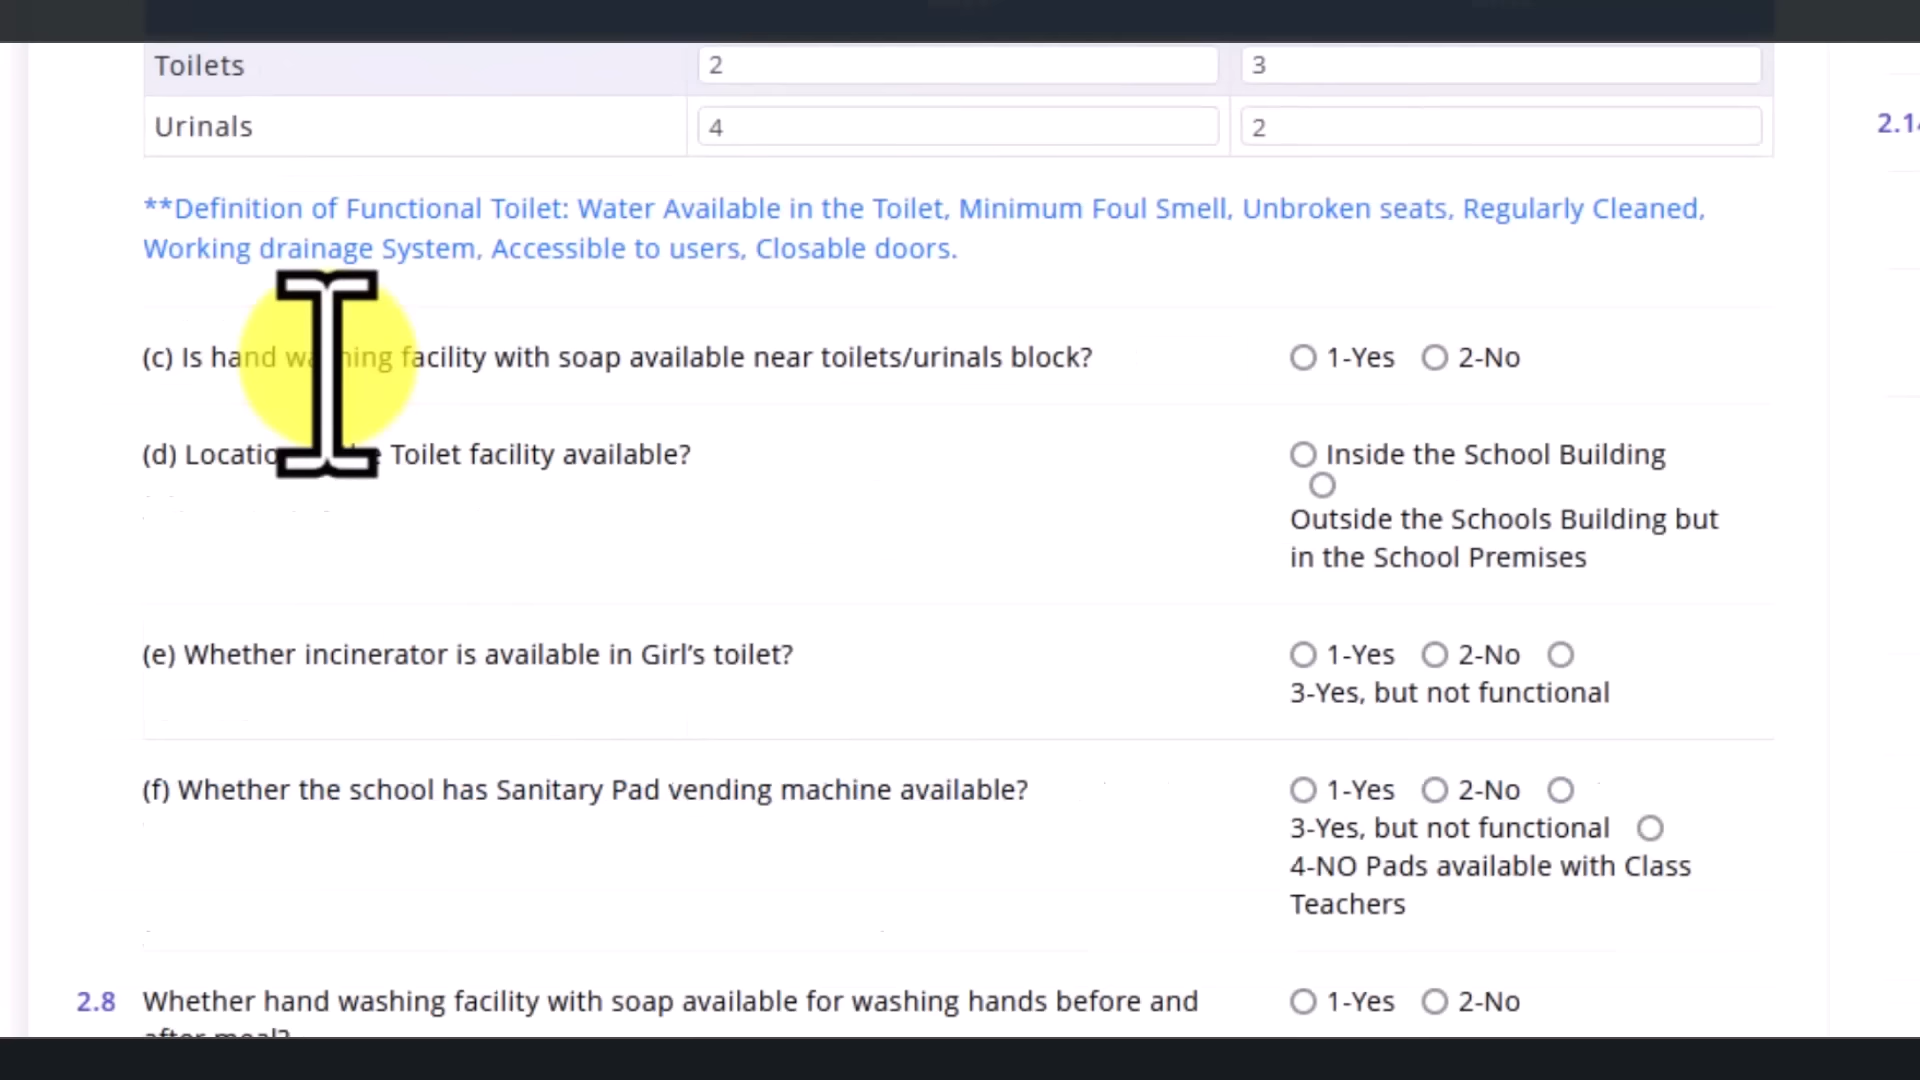 Toilets 2 3
Urinals 4 2
**Definition of Functional Toilet: Water Available in the Toilet, Minimum Foul Smell, Unbroken seats, Regularly Cleaned,
Working drainage System, Accessible to users, Closable doors.
2.1
(c) Is hand washing facility with soap available near toilets/urinals block? 1-Yes 2-No
(d) Toilet facility available? Inside the School Building
Outside the Schools Building but
in the School Premises
(e) Whether incinerator is available in Girl’s toilet? 1-Yes 2-No
3-Yes, but not functional
(f) Whether the school has Sanitary Pad vending machine available? 1-Yes 2-No
3-Yes, but not functional
4-NO Pads available with Class
Teachers
2.8 Whether hand washing facility with soap available for washing hands before and 1-Yes 2-No
after meal?